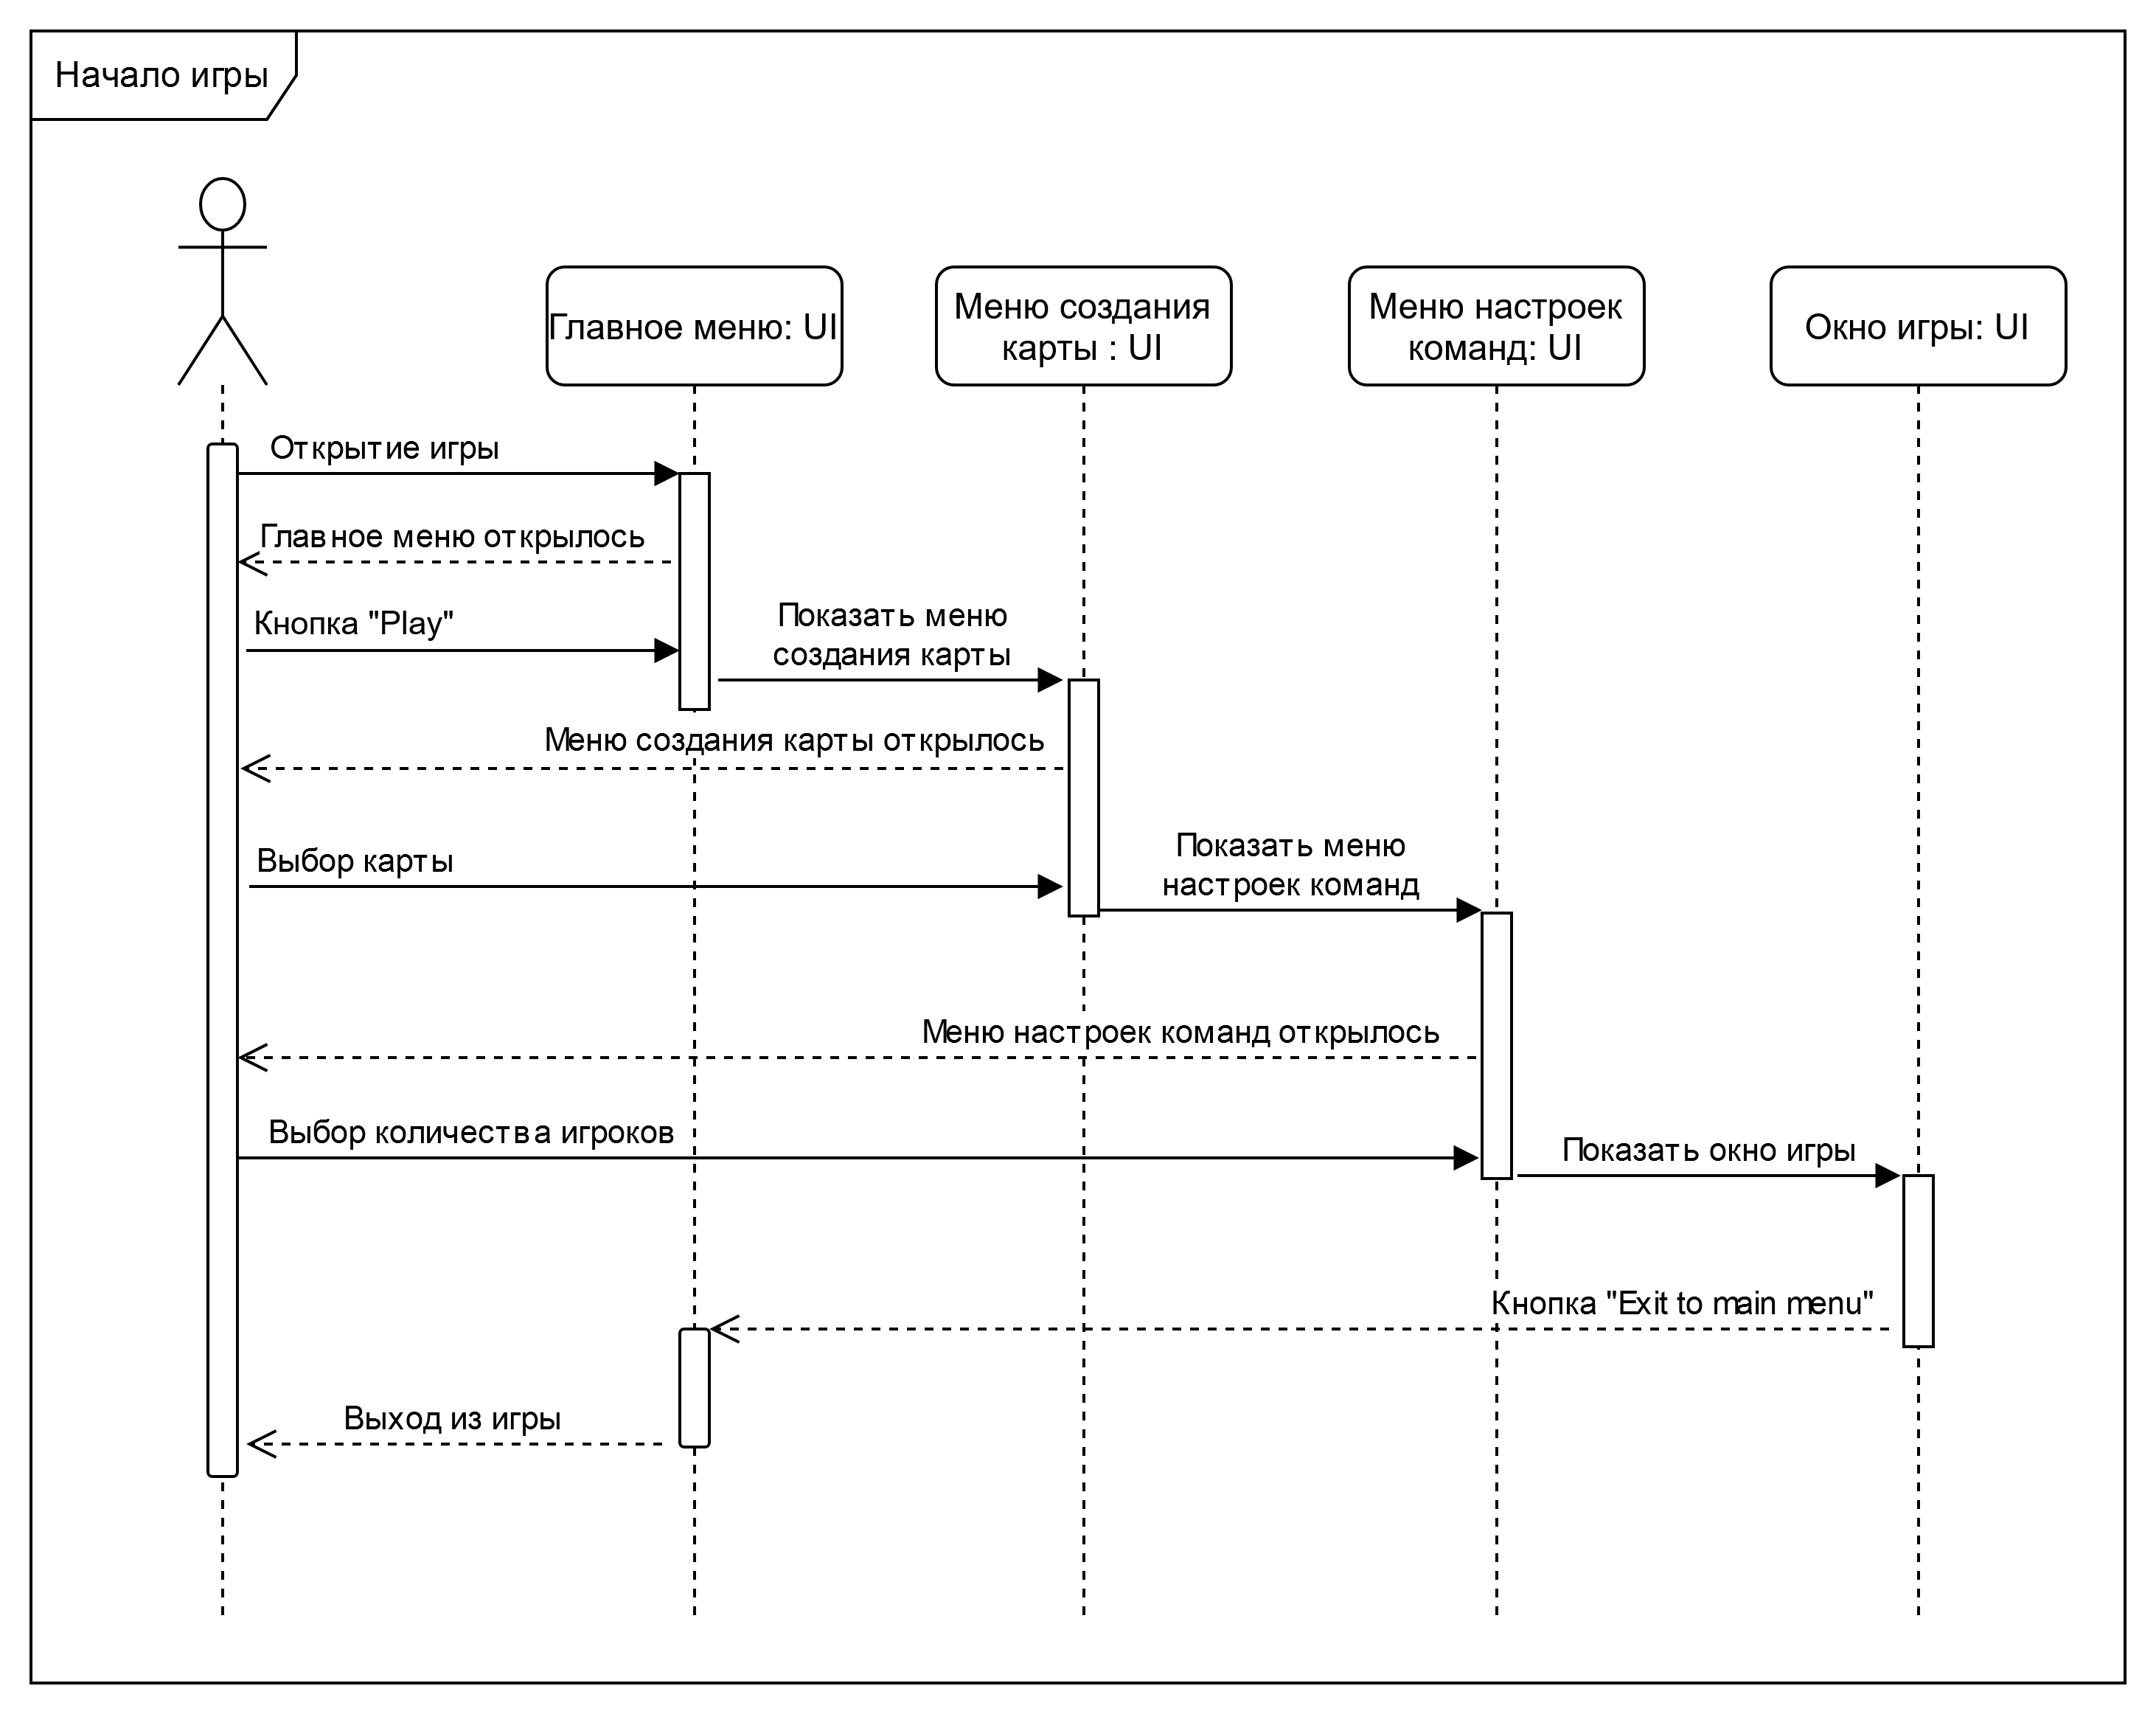 Начало игры
Главное меню: UI
Меню создания
карты : UI
Меню настроек
команд: UI
Окно игры: UI
Открытие игры
Главное меню открылось
Кнопка "Play"
Показать меню
создания карты
Меню создания карты открылось
Выбор карты
Показать меню
настроек команд
Меню настроек команд открылось
Выбор количества игроков
Показать окно игры
Кнопка "Exit to main menu"
Выход из игры